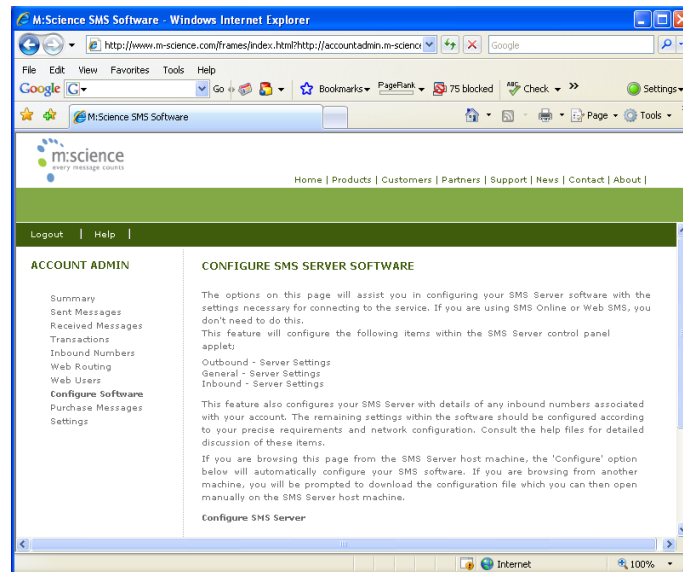 M:Science SMS Software - Windows Internet Explorer
http://www.m-science.com/frames/index.html?http://accountadmin.m-science
Google
File Edit View Favorites Tools Help
Google G Go Bookmarks PageRank 75 blocked ABC Check » Settings
M:Science SMS Software Page Tools
m:science
every message counts
Home | Products | Customers | Partners | Support | News | Contact | About |
Logout | Help |
ACCOUNT ADMIN
Summary
Sent Messages
Received Messages
Transactions
Inbound Numbers
Web Routing
Web Users
Configure Software
Purchase Messages
Settings
CONFIGURE SMS SERVER SOFTWARE
The options on this page will assist you in configuring your SMS Server software with the
settings necessary for connecting to the service. If you are using SMS Online or Web SMS, you
don't need to do this.
This feature will configure the following items within the SMS Server control panel
applet;
Outbound - Server Settings
General - Server Settings
Inbound - Server Settings
This feature also configures your SMS Server with details of any inbound numbers associated
with your account. The remaining settings within the software should be configured according
to your precise requirements and network configuration. Consult the help files for detailed
discussion of these items.
If you are browsing this page from the SMS Server host machine, the 'Configure' option
below will automatically configure your SMS software. If you are browsing from another
machine, you will be prompted to download the configuration file which you can then open
manually on the SMS Server host machine.
Configure SMS Server
Internet 100%